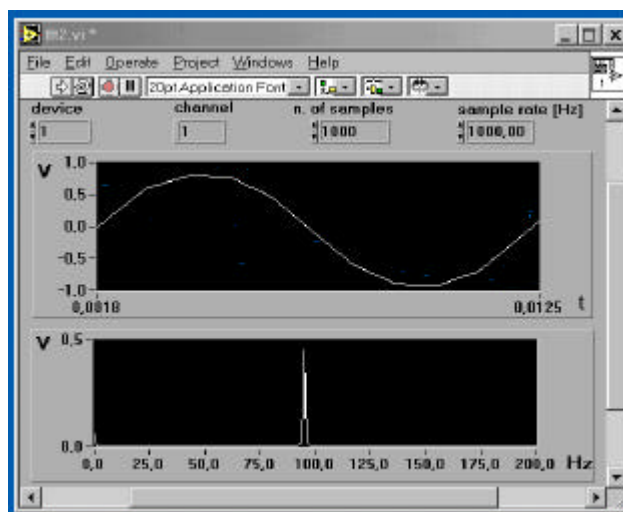 m2.vi *
File Edit Operate Project Windows Help
20pt Application Font
device channel n. of samples sample rate [Hz]
1 1 1000 1000,00
V 1.0
0.5
0.0
-0.5
-1.0
0,0018 0,0125 t
V 0,5
0.0
0,0 25,0 50,0 75,0 100,0 125,0 150,0 175,0 200,0 Hz